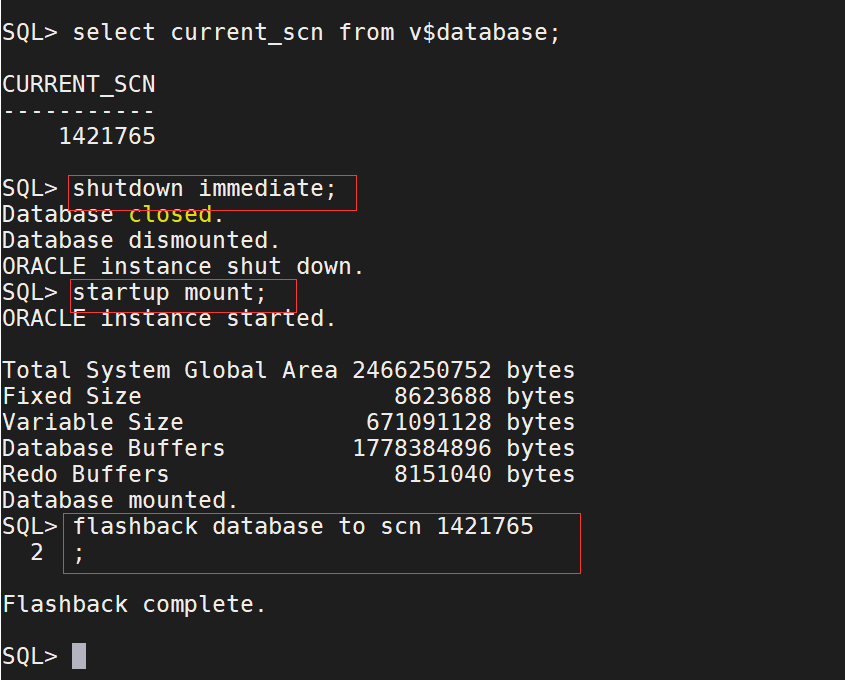 SQL> select current_scn from v$database;
CURRENT_SCN
-----------
1421765
SQL> shutdown immediate;
Database closed.
Database dismounted.
ORACLE instance shut down.
SQL> startup mount;
ORACLE instance started.
Total System Global Area 2466250752 bytes
Fixed Size                  8623688 bytes
Variable Size             671091128 bytes
Database Buffers         1778384896 bytes
Redo Buffers                8151040 bytes
Database mounted.
SQL> flashback database to scn 1421765
  2  ;
Flashback complete.
SQL>